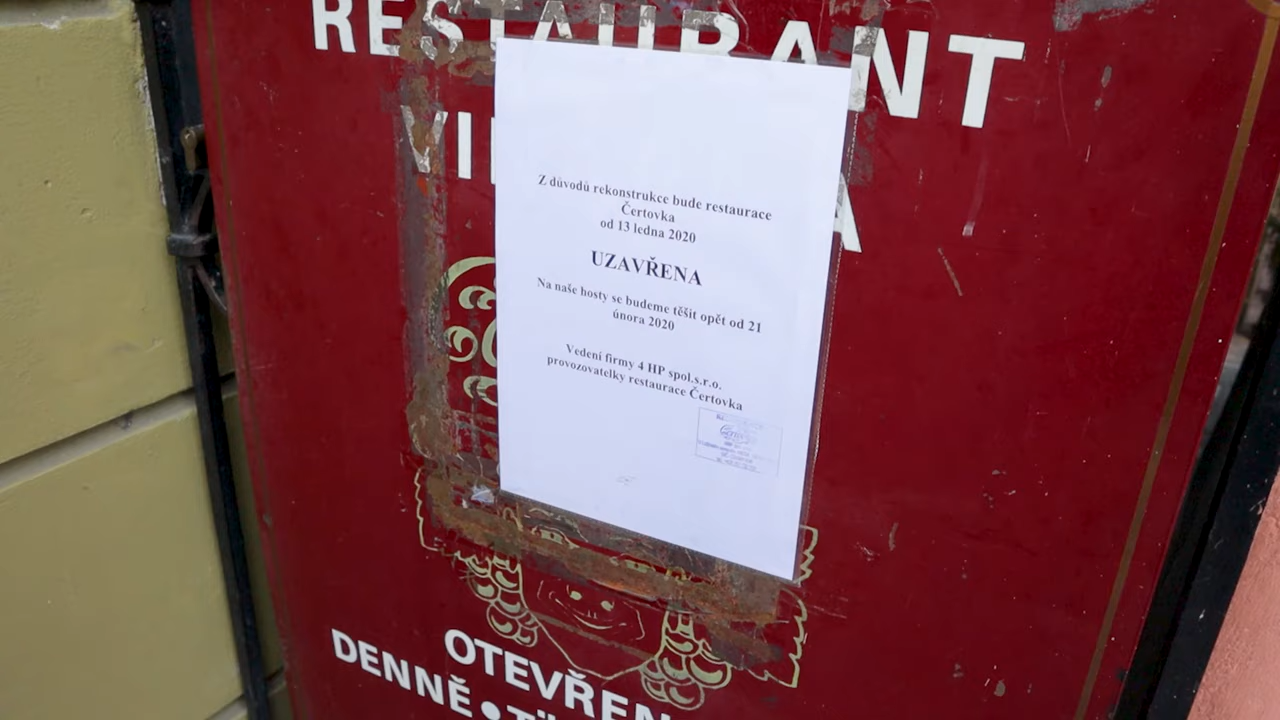 RESTAURANT
Z důvodů rekonstrukce bude restaurace
Čertovka
od 13 ledna 2020
UZAVŘENA
Na naše hosty se budeme těšit opět od 21
února 2020
Vedení firmy 4 HP spol.s.r.o.
provozovatelky restaurace Čertovka
OTEVŘEN
DENNĚ •